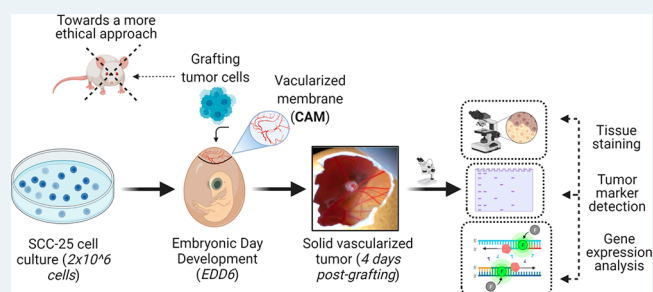 Towards a more
ethical approach
Grafting
tumor cells
Vacularized
membrane
(CAM)
SCC-25 cell
culture (2x10^6
cells)
Embryonic Day
Development
(EDD6)
Solid vascularized
tumor (4 days
post-grafting)
Tissue
staining
Tumor
marker
detection
Gene
expression
analysis
F
F
F
F